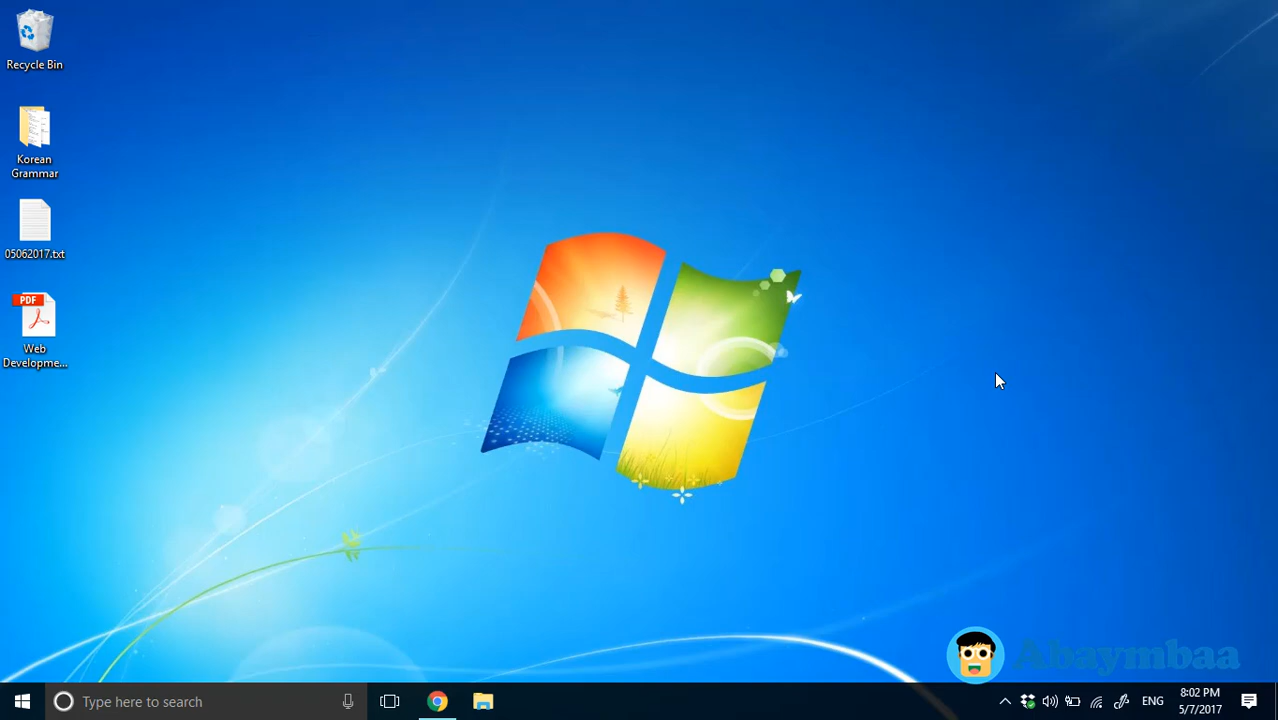 Recycle Bin
Korean
Grammar
05062017.txt
PDF
Web
Developme...
Abaymbaa
Type here to search
ENG
8:02 PM
5/7/2017